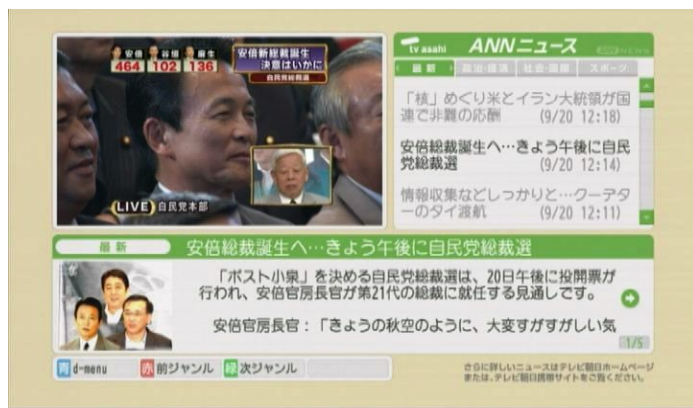 安倍 谷垣 麻生
464 102 136
安倍新総裁誕生
決意はいかに
自民党総裁選
LIVE 自民党本部
tv asahi ANNニュース
最新 政治・経済 社会・国際 スポーツ
「核」めぐり米とイラン大統領が国
連で非難の応酬 (9/20 12:18)
安倍総裁誕生へ…きょう午後に自民
党総裁選 (9/20 12:14)
情報収集などしっかりと…クーデタ
ーのタイ渡航 (9/20 12:11)
最新 安倍総裁誕生へ…きょう午後に自民党総裁選
「ポスト小泉」を決める自民党総裁選は、20日午後に投開票が
行われ、安倍官房長官が第21代の総裁に就任する見通しです。
安倍官房長官：「きょうの秋空のように、大変すがすがしい気
1/5
青 d-menu 赤 前ジャンル 緑 次ジャンル
さらに詳しいニュースはテレビ朝日ホームページ
または、テレビ朝日携帯サイトをご覧ください。